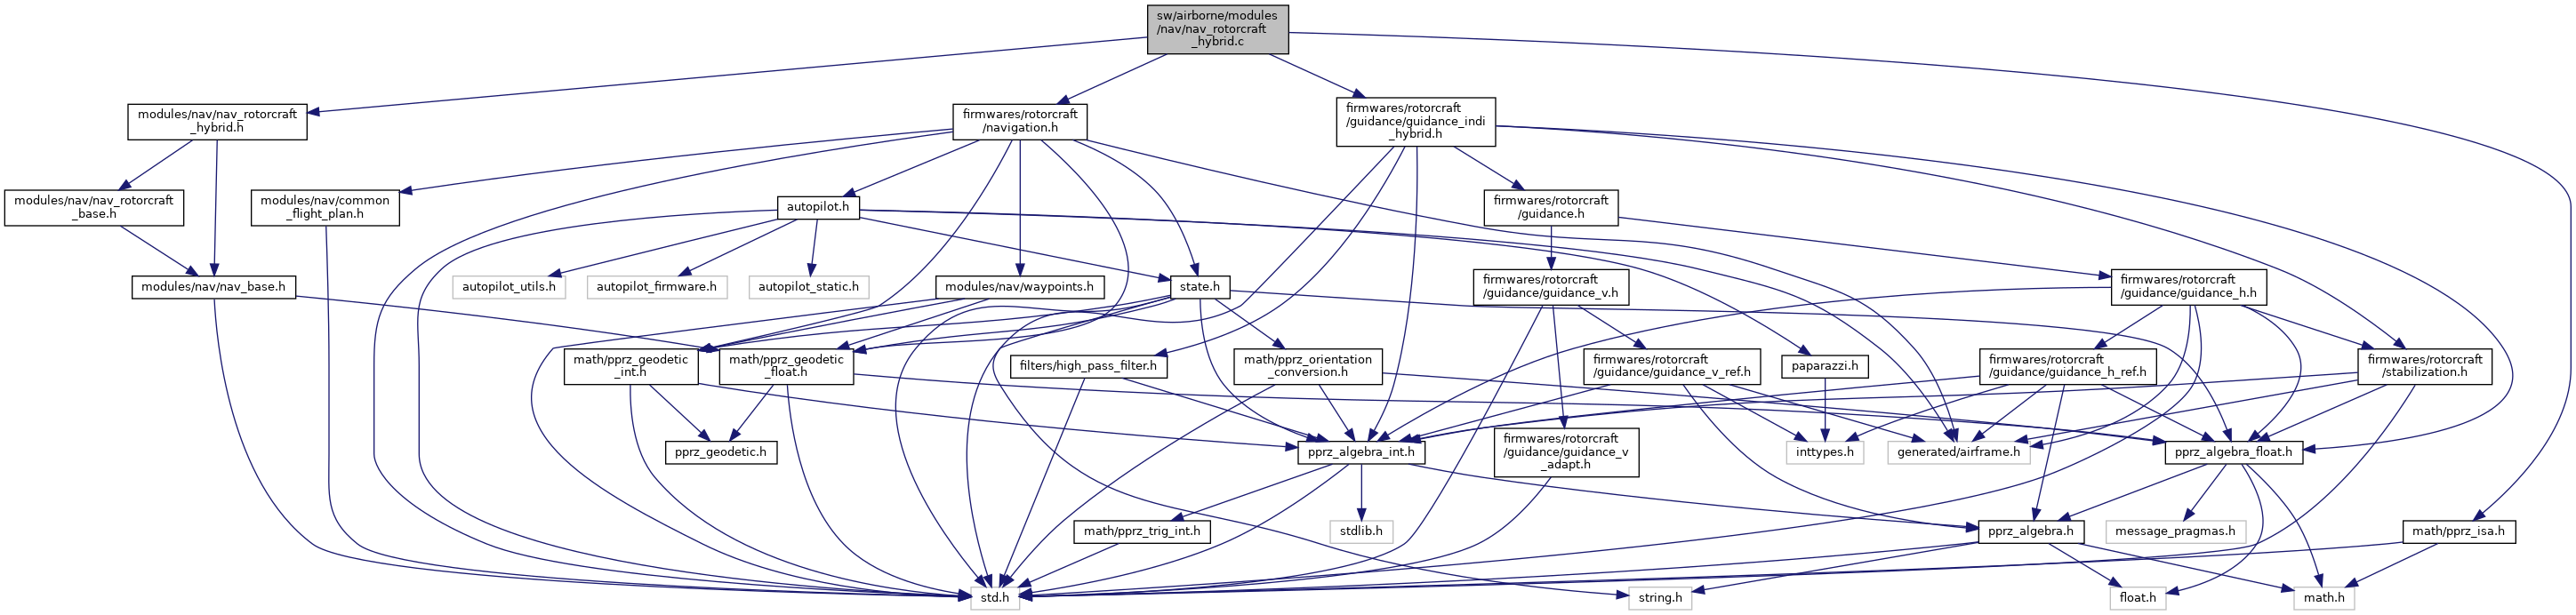 sw/airborne/modules
/nav/nav_rotorcraft
_hybrid.c
modules/nav/nav_rotorcraft
_hybrid.h
firmwares/rotorcraft
/navigation.h
firmwares/rotorcraft
/guidance/guidance_indi
_hybrid.h
modules/nav/nav_rotorcraft
_base.h
modules/nav/common
_flight_plan.h
autopilot.h
firmwares/rotorcraft
/guidance.h
modules/nav/nav_base.h
autopilot_utils.h
autopilot_firmware.h
autopilot_static.h
modules/nav/waypoints.h
state.h
firmwares/rotorcraft
/guidance/guidance_v.h
firmwares/rotorcraft
/guidance/guidance_h.h
math/pprz_geodetic
_int.h
math/pprz_geodetic
_float.h
filters/high_pass_filter.h
math/pprz_orientation
_conversion.h
firmwares/rotorcraft
/guidance/guidance_v_ref.h
paparazzi.h
firmwares/rotorcraft
/guidance/guidance_h_ref.h
firmwares/rotorcraft
/stabilization.h
pprz_geodetic.h
pprz_algebra_int.h
firmwares/rotorcraft
/guidance/guidance_v
_adapt.h
inttypes.h
generated/airframe.h
pprz_algebra_float.h
math/pprz_trig_int.h
stdlib.h
pprz_algebra.h
message_pragmas.h
math/pprz_isa.h
std.h
string.h
float.h
math.h